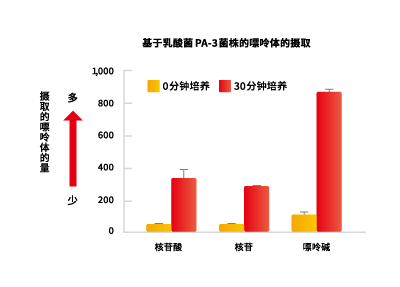 基于乳酸菌 PA-3 菌株的嘌呤体的摄取
0分钟培养
30分钟培养
摄取的嘌呤体的量
多
少
1,000
800
600
400
200
0
核苷酸
核苷
嘌呤碱